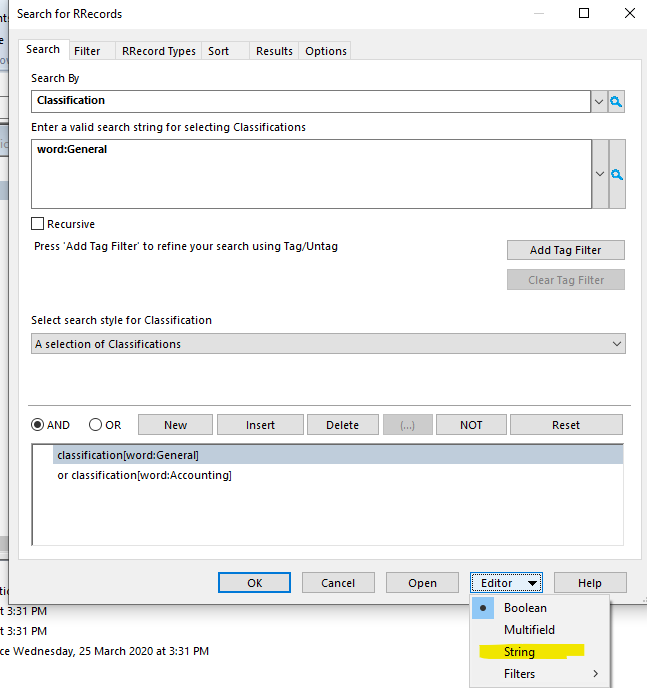 Search for RRecords
Search Filter RRecord Types Sort Results Options
Search By
Classification
Enter a valid search string for selecting Classifications
word:General
Recursive
Press 'Add Tag Filter' to refine your search using Tag/Untag
Add Tag Filter
Clear Tag Filter
Select search style for Classification
A selection of Classifications
AND OR New Insert Delete (...) NOT Reset
classification[word:General]
or classification[word:Accounting]
OK Cancel Open Editor Help
Boolean
Multifield
String
Filters
at 3:31 PM
at 3:31 PM
ce Wednesday, 25 March 2020 at 3:31 PM